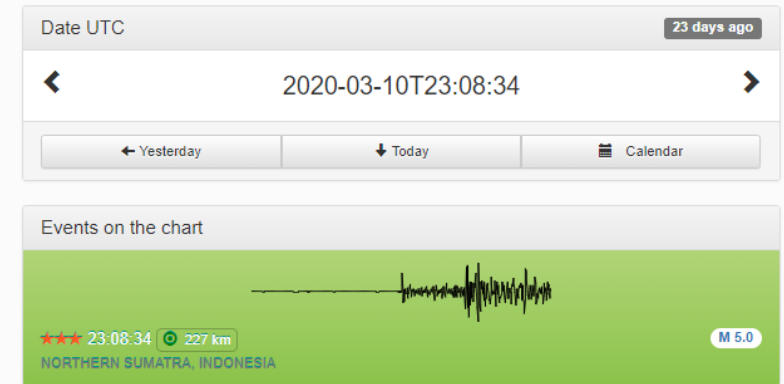 Date UTC 23 days ago
2020-03-10T23:08:34
Yesterday Today Calendar
Events on the chart
23:08:34 227 km M 5.0
NORTHERN SUMATRA, INDONESIA